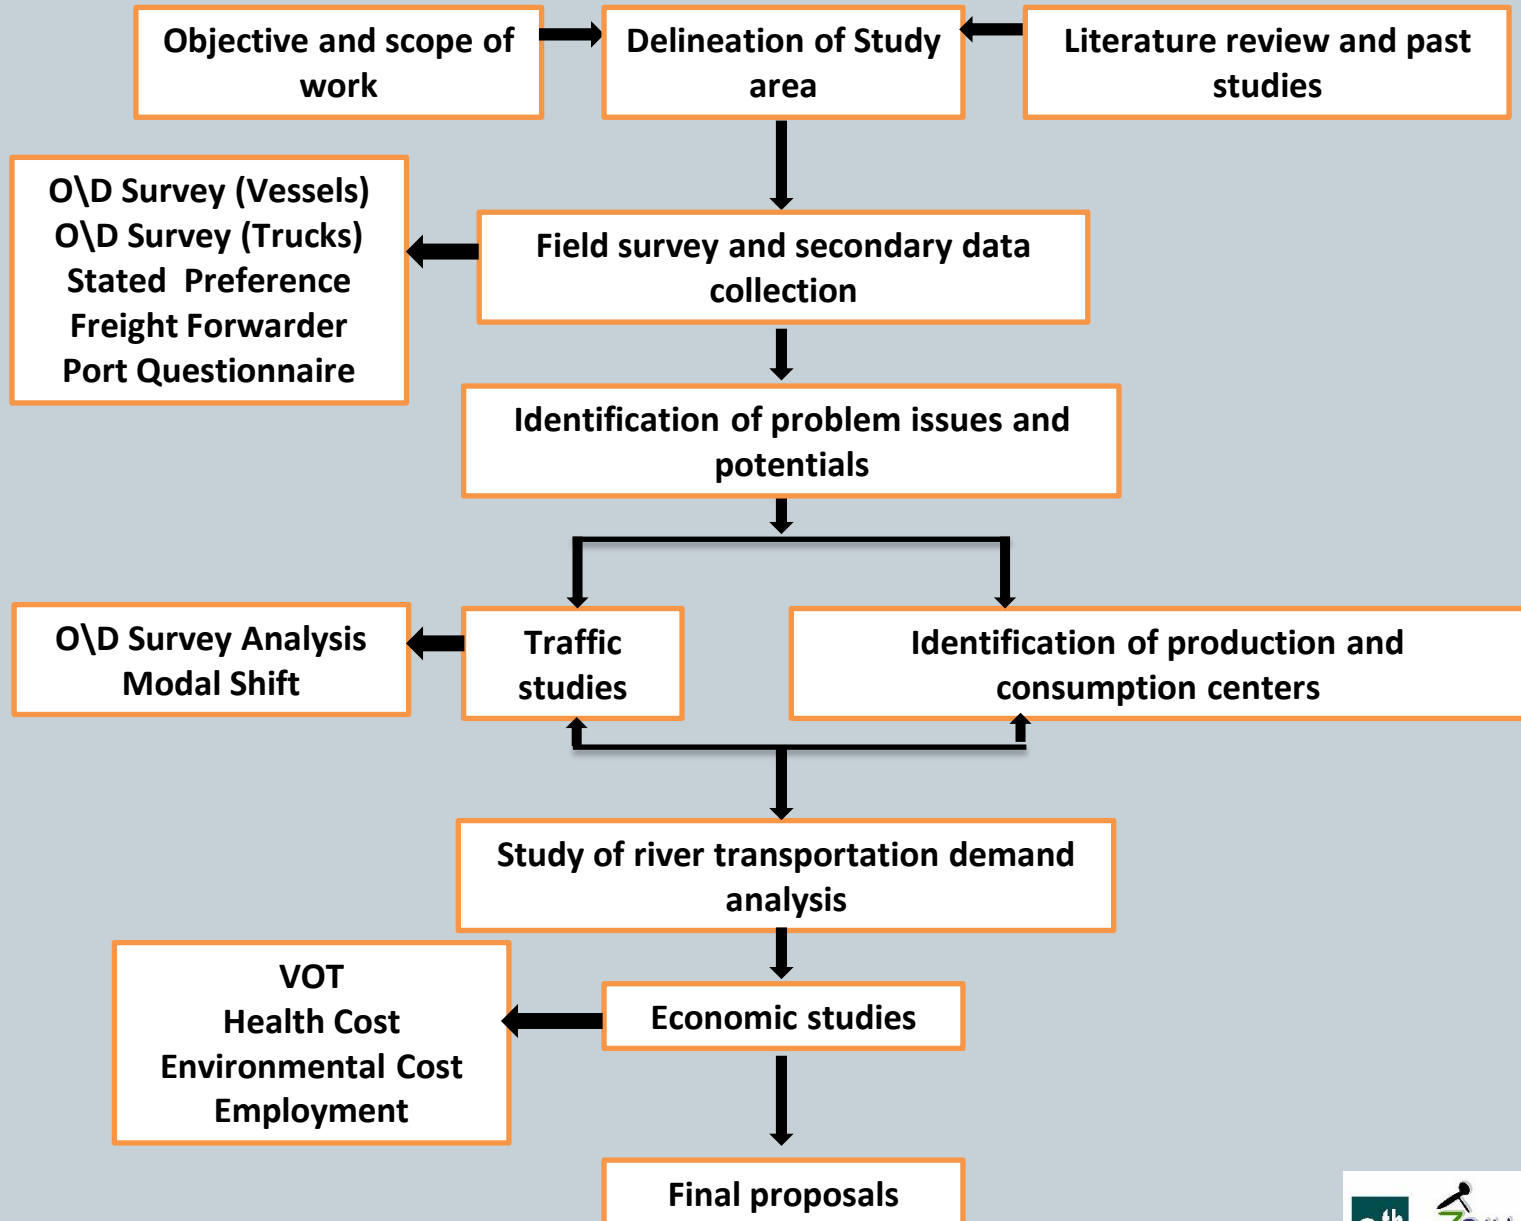 Objective and scope of
work
Delineation of Study
area
Literature review and past
studies
O\D Survey (Vessels)
O\D Survey (Trucks)
Stated Preference
Freight Forwarder
Port Questionnaire
Field survey and secondary data
collection
Identification of problem issues and
potentials
O\D Survey Analysis
Modal Shift
Traffic
studies
Identification of production and
consumption centers
Study of river transportation demand
analysis
VOT
Health Cost
Environmental Cost
Employment
Economic studies
Final proposals